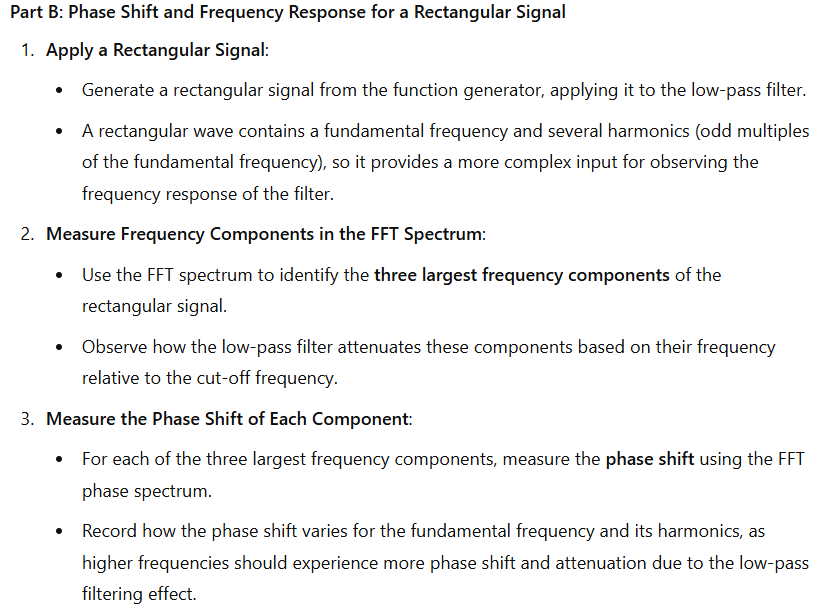 Part B: Phase Shift and Frequency Response for a Rectangular Signal
1. Apply a Rectangular Signal:
• Generate a rectangular signal from the function generator, applying it to the low-pass filter.
• A rectangular wave contains a fundamental frequency and several harmonics (odd multiples
of the fundamental frequency), so it provides a more complex input for observing the
frequency response of the filter.
2. Measure Frequency Components in the FFT Spectrum:
• Use the FFT spectrum to identify the three largest frequency components of the
rectangular signal.
• Observe how the low-pass filter attenuates these components based on their frequency
relative to the cut-off frequency.
3. Measure the Phase Shift of Each Component:
• For each of the three largest frequency components, measure the phase shift using the FFT
phase spectrum.
• Record how the phase shift varies for the fundamental frequency and its harmonics, as
higher frequencies should experience more phase shift and attenuation due to the low-pass
filtering effect.